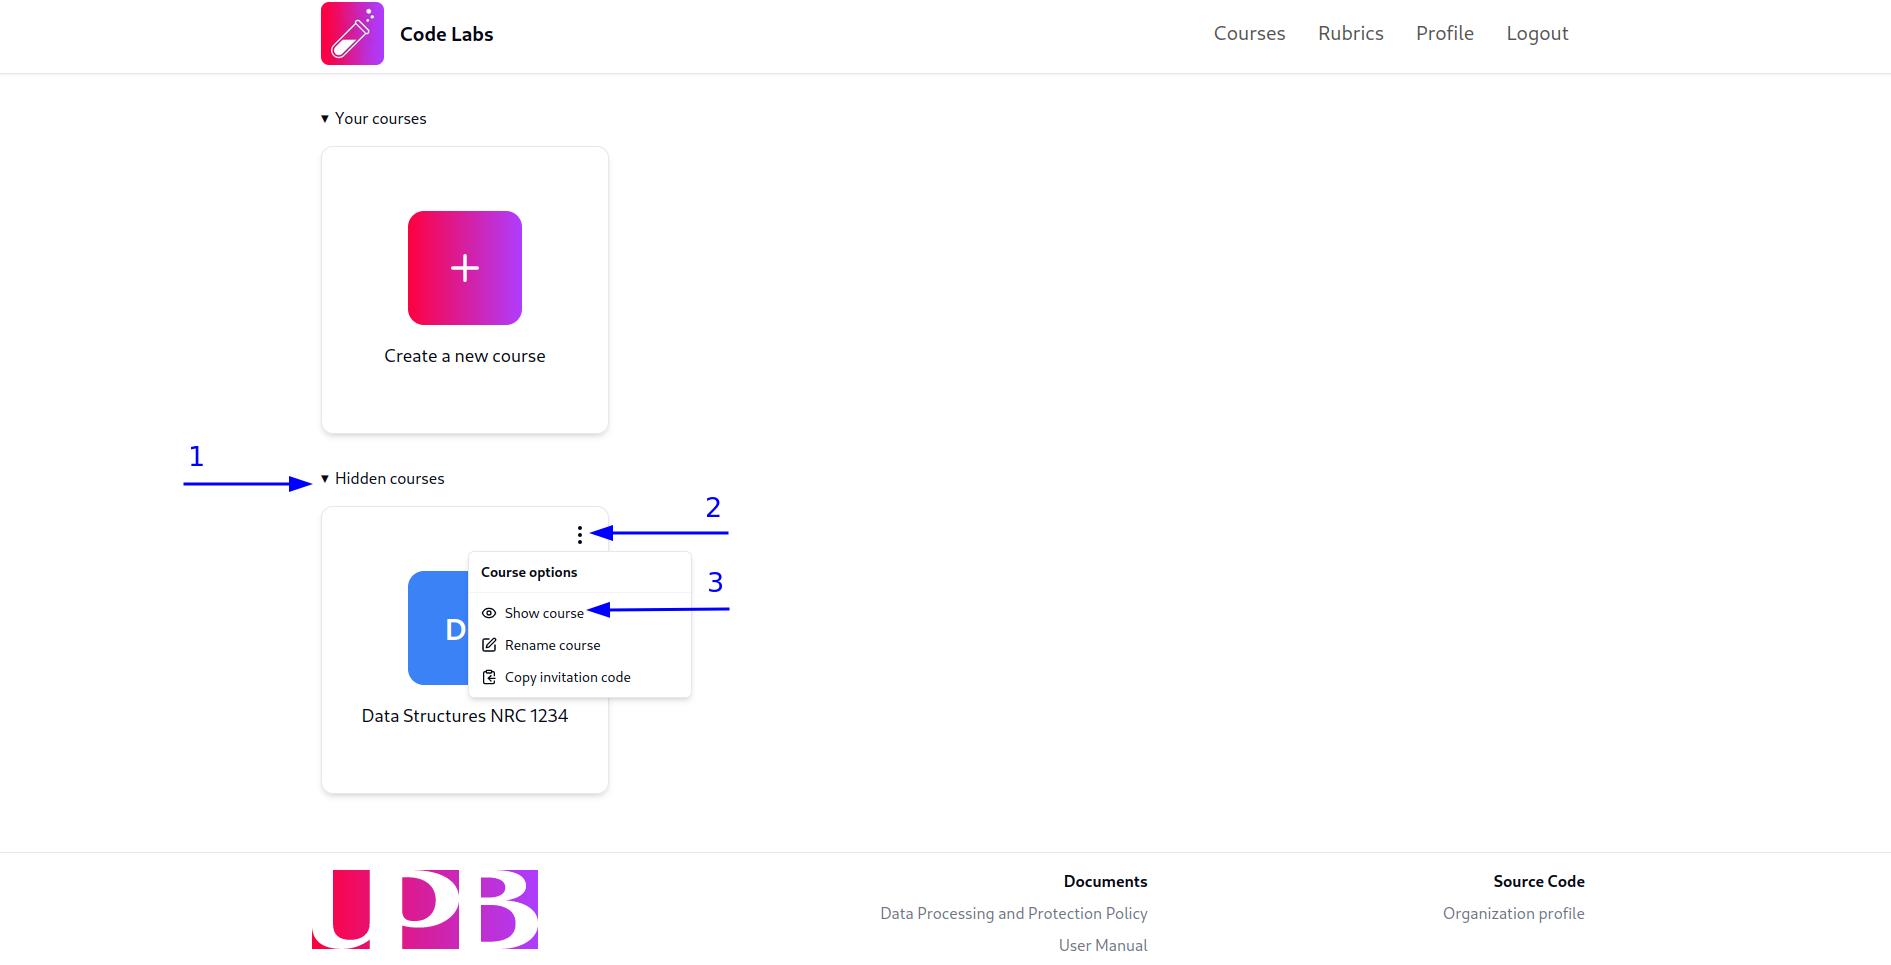 Code Labs
Courses Rubrics Profile Logout
Your courses
Create a new course
1
Hidden courses
2
Course options
3
Show course
Rename course
Copy invitation code
D
Data Structures NRC 1234
UPB
Documents
Data Processing and Protection Policy
User Manual
Source Code
Organization profile